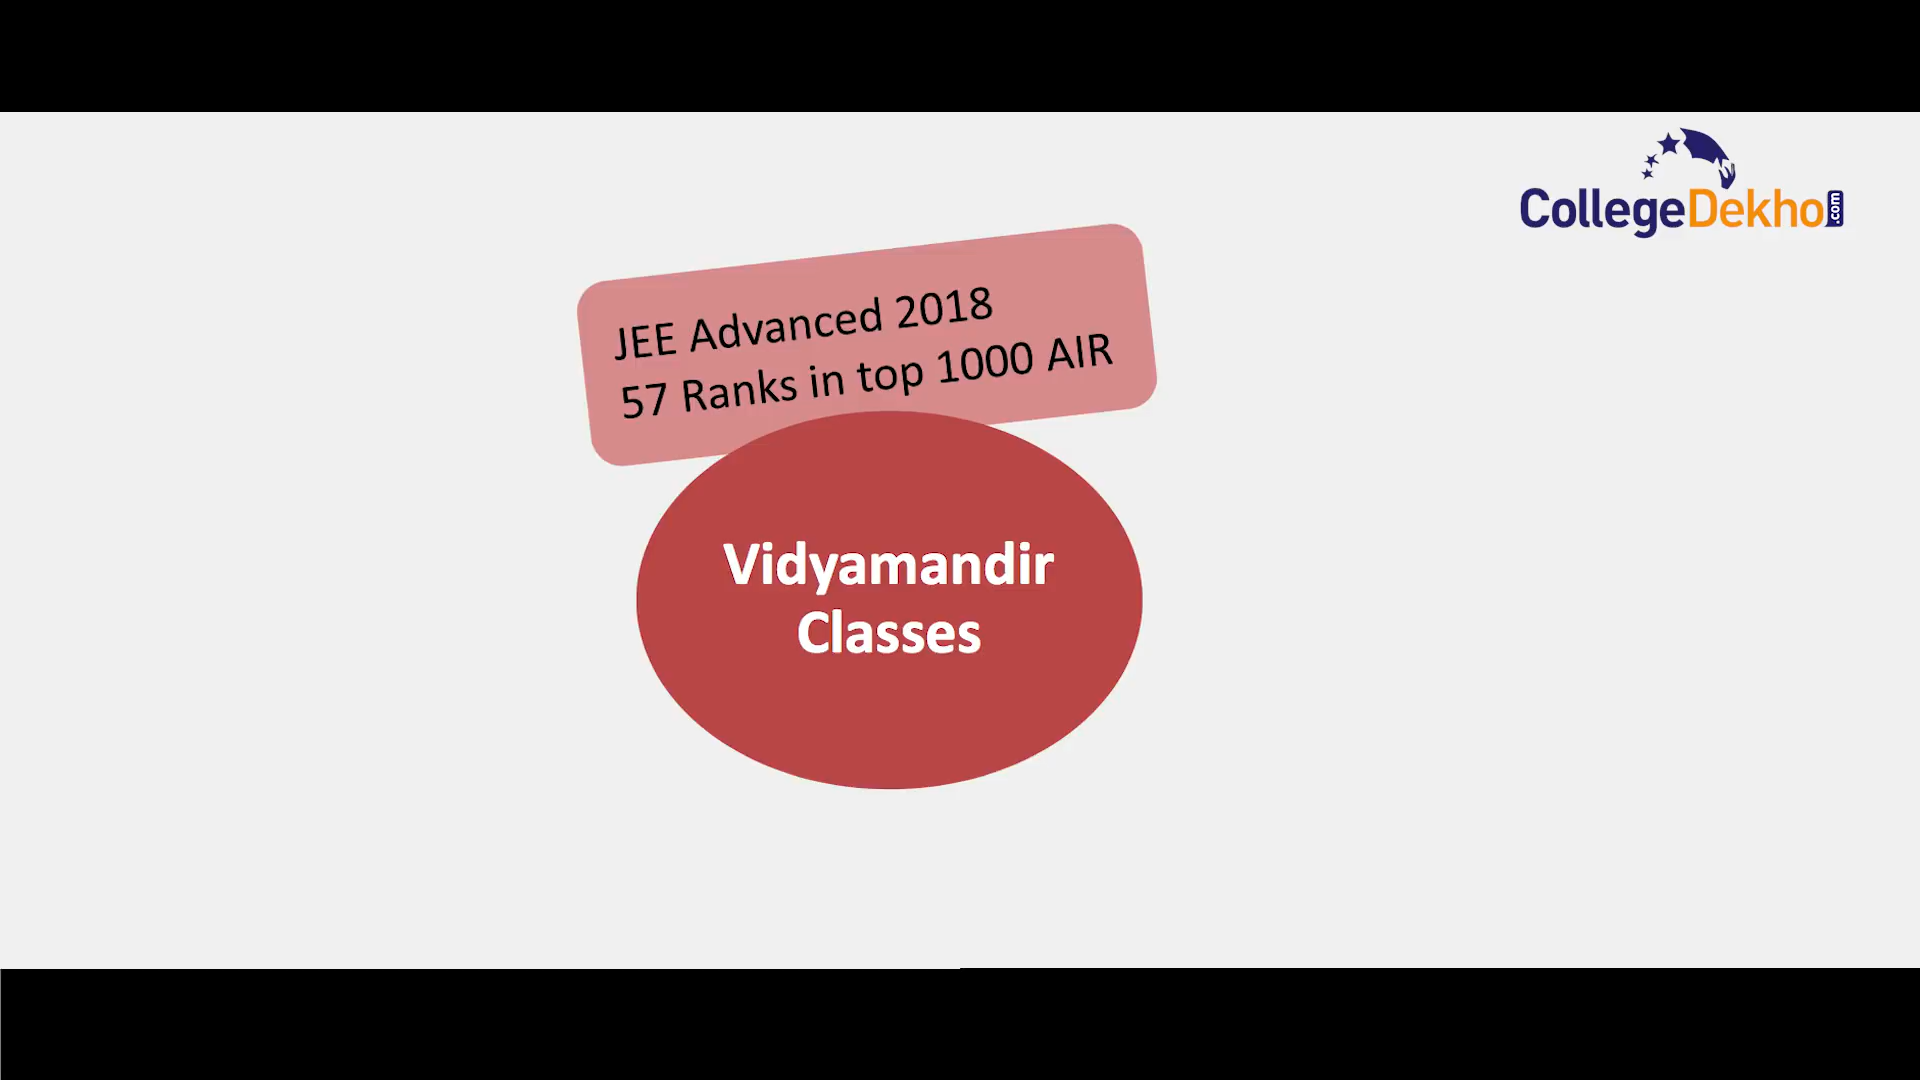 CollegeDekho.com
JEE Advanced 2018
57 Ranks in top 1000 AIR
Vidyamandir
Classes